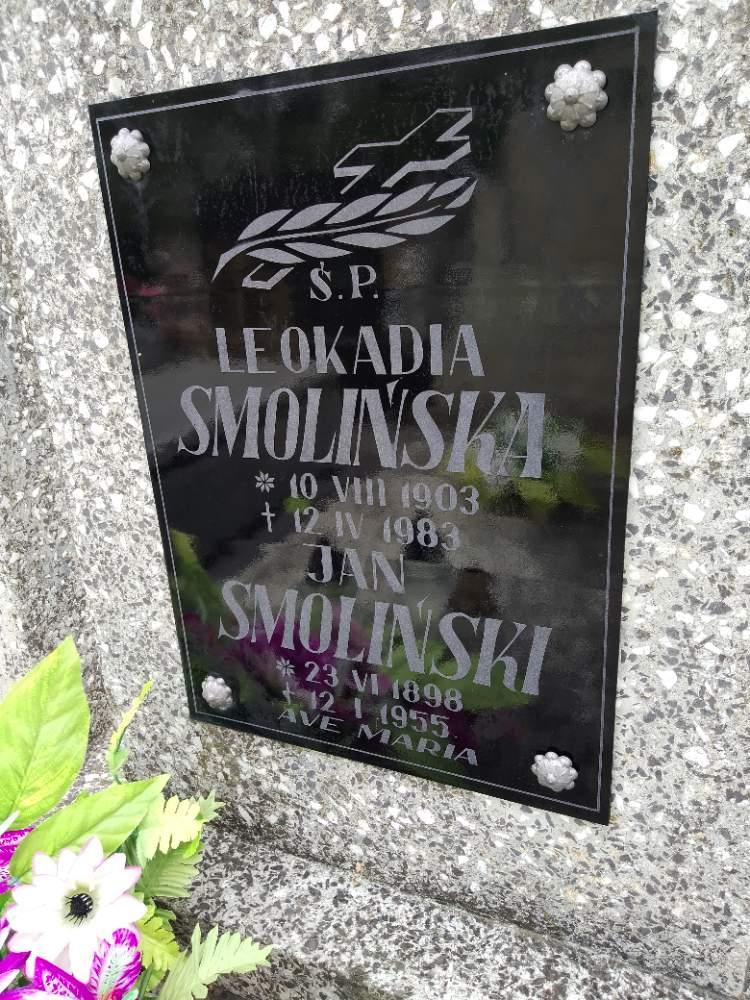 Ś.P.
LEOKADIA
SMOLIŃSKA
* 10 VIII 1903
† 12 IV 1983
JAN
SMOLIŃSKI
* 23 VI 1898
† 12 I 1955
AVE MARIA